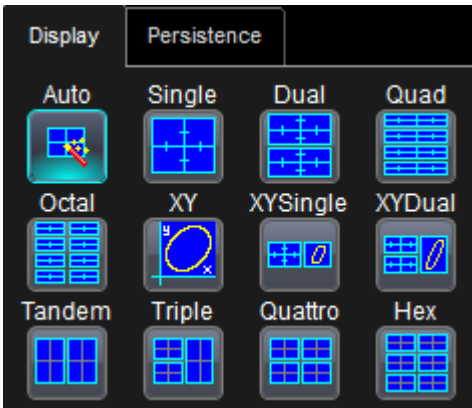 Display Persistence
Auto Single Dual Quad
Octal XY XYSingle XYDual
y
x
Tandem Triple Quattro Hex